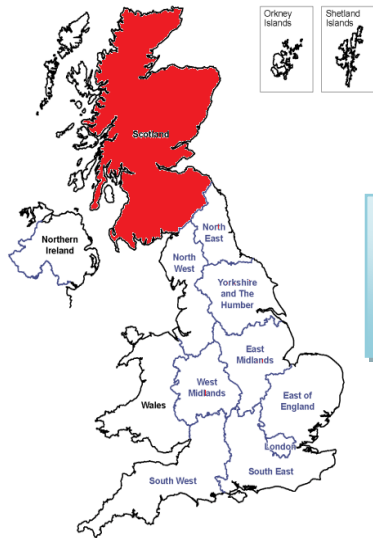 Orkney
Islands
Shetland
Islands
Scotland
Northern
Ireland
North
East
North
West
Yorkshire
and The
Humber
East
Midlands
West
Midlands
Wales
East of
England
London
South East
South West